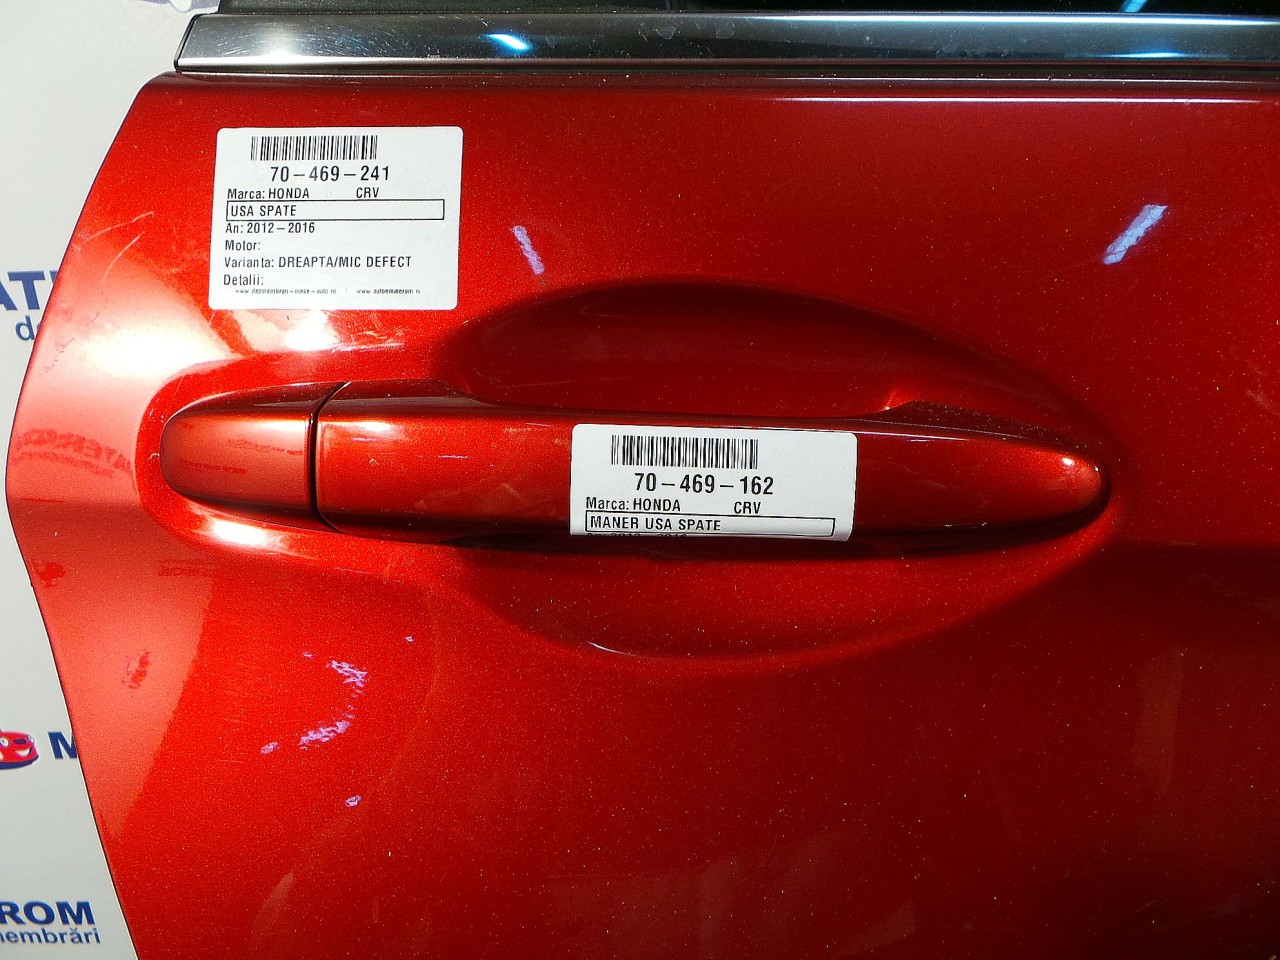 70-469-241
Marca: HONDA CRV
USA SPATE
An: 2012-2016
Motor:
Varianta: DREAPTA/MIC DEFECT
Detalii:
70-469-162
Marca: HONDA CRV
MANER USA SPATE
ROM